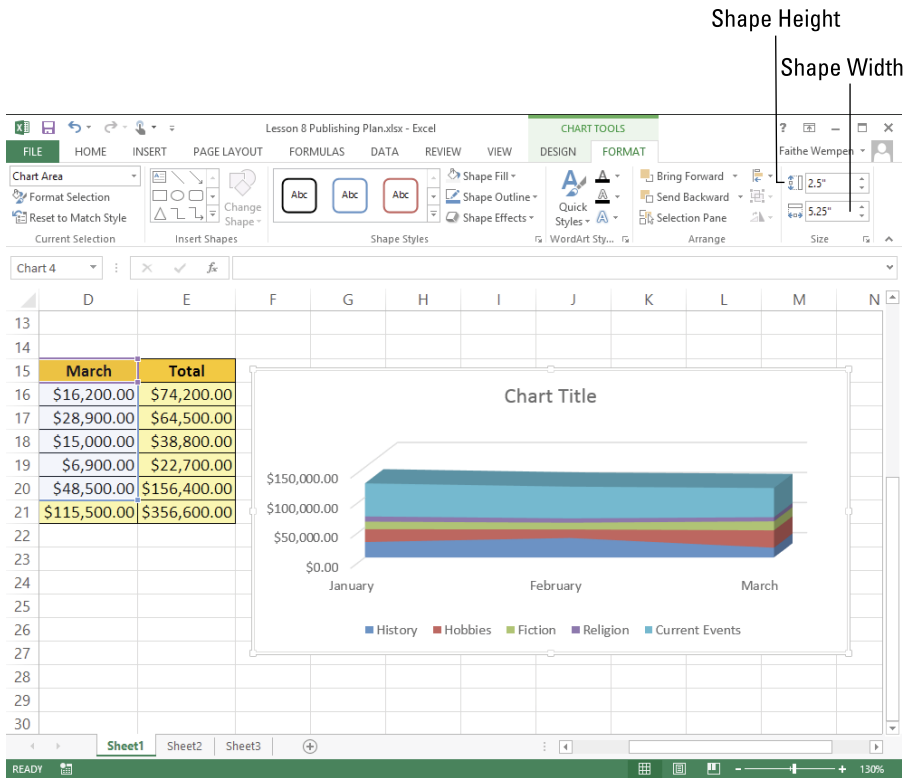 Shape Height
Shape Width
Lesson 8 Publishing Plan.xlsx - Excel
CHART TOOLS
?
FILE HOME INSERT PAGE LAYOUT FORMULAS DATA REVIEW VIEW DESIGN FORMAT Faithe Wempen
Chart Area
Format Selection
Reset to Match Style
Current Selection
Change
Shape
Insert Shapes
Abc Abc Abc
Shape Fill
Shape Outline
Shape Effects
Shape Styles
Quick
Styles
WordArt Sty...
Bring Forward
Send Backward
Selection Pane
Arrange
2.5"
5.25"
Size
Chart 4
fx
D E F G H I J K L M N
13
14
15 March Total
16 $16,200.00 $74,200.00
17 $28,900.00 $64,500.00
18 $15,000.00 $38,800.00
19 $6,900.00 $22,700.00
20 $48,500.00 $156,400.00
21 $115,500.00 $356,600.00
22
23
24
25
26
27
28
29
30
Chart Title
$150,000.00
$100,000.00
$50,000.00
$0.00
January February March
History Hobbies Fiction Religion Current Events
Sheet1 Sheet2 Sheet3
READY
130%